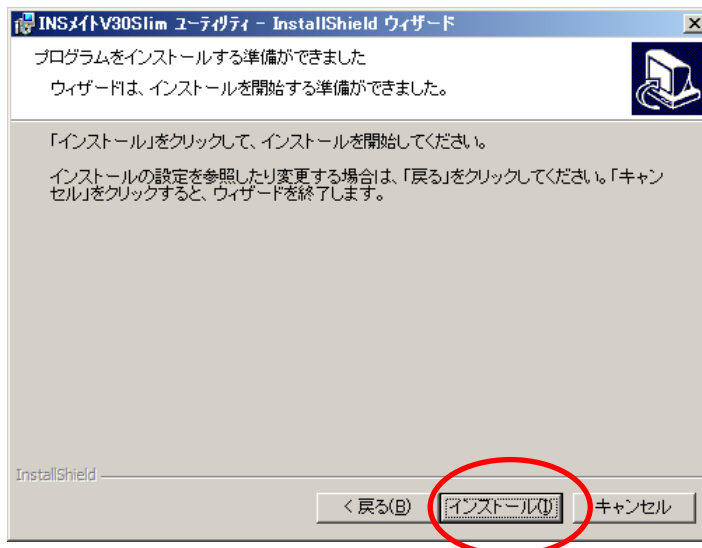 INSﾒｲﾄV30Slim ﾕｰﾃｨﾘﾃｨ - InstallShield ウィザード
プログラムをインストールする準備ができました
ウィザードは、インストールを開始する準備ができました。
「インストール」をクリックして、インストールを開始してください。
インストールの設定を参照したり変更する場合は、「戻る」をクリックしてください。「キャン
セル」をクリックすると、ウィザードを終了します。
InstallShield
< 戻る(B) インストール(I) キャンセル